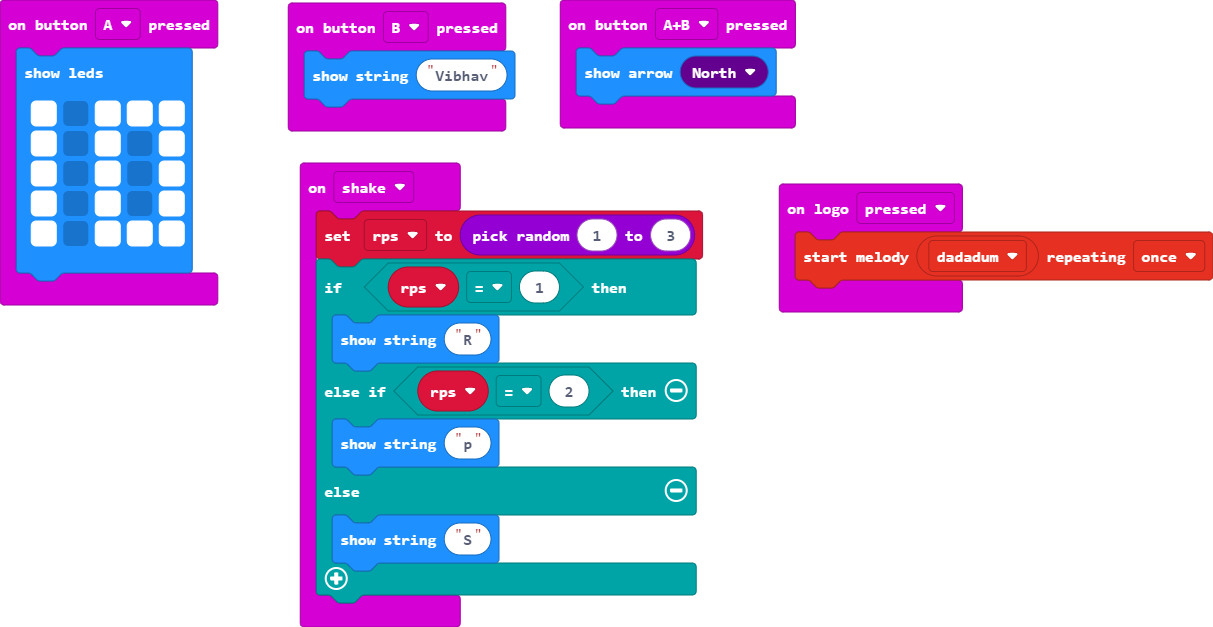 on button A pressed
show leds
on button B pressed
show string "Vibhav"
on button A+B pressed
show arrow North
on shake
set rps to pick random 1 to 3
if rps = 1 then
show string "R"
else if rps = 2 then
show string "p"
else
show string "S"
on logo pressed
start melody dadadum repeating once